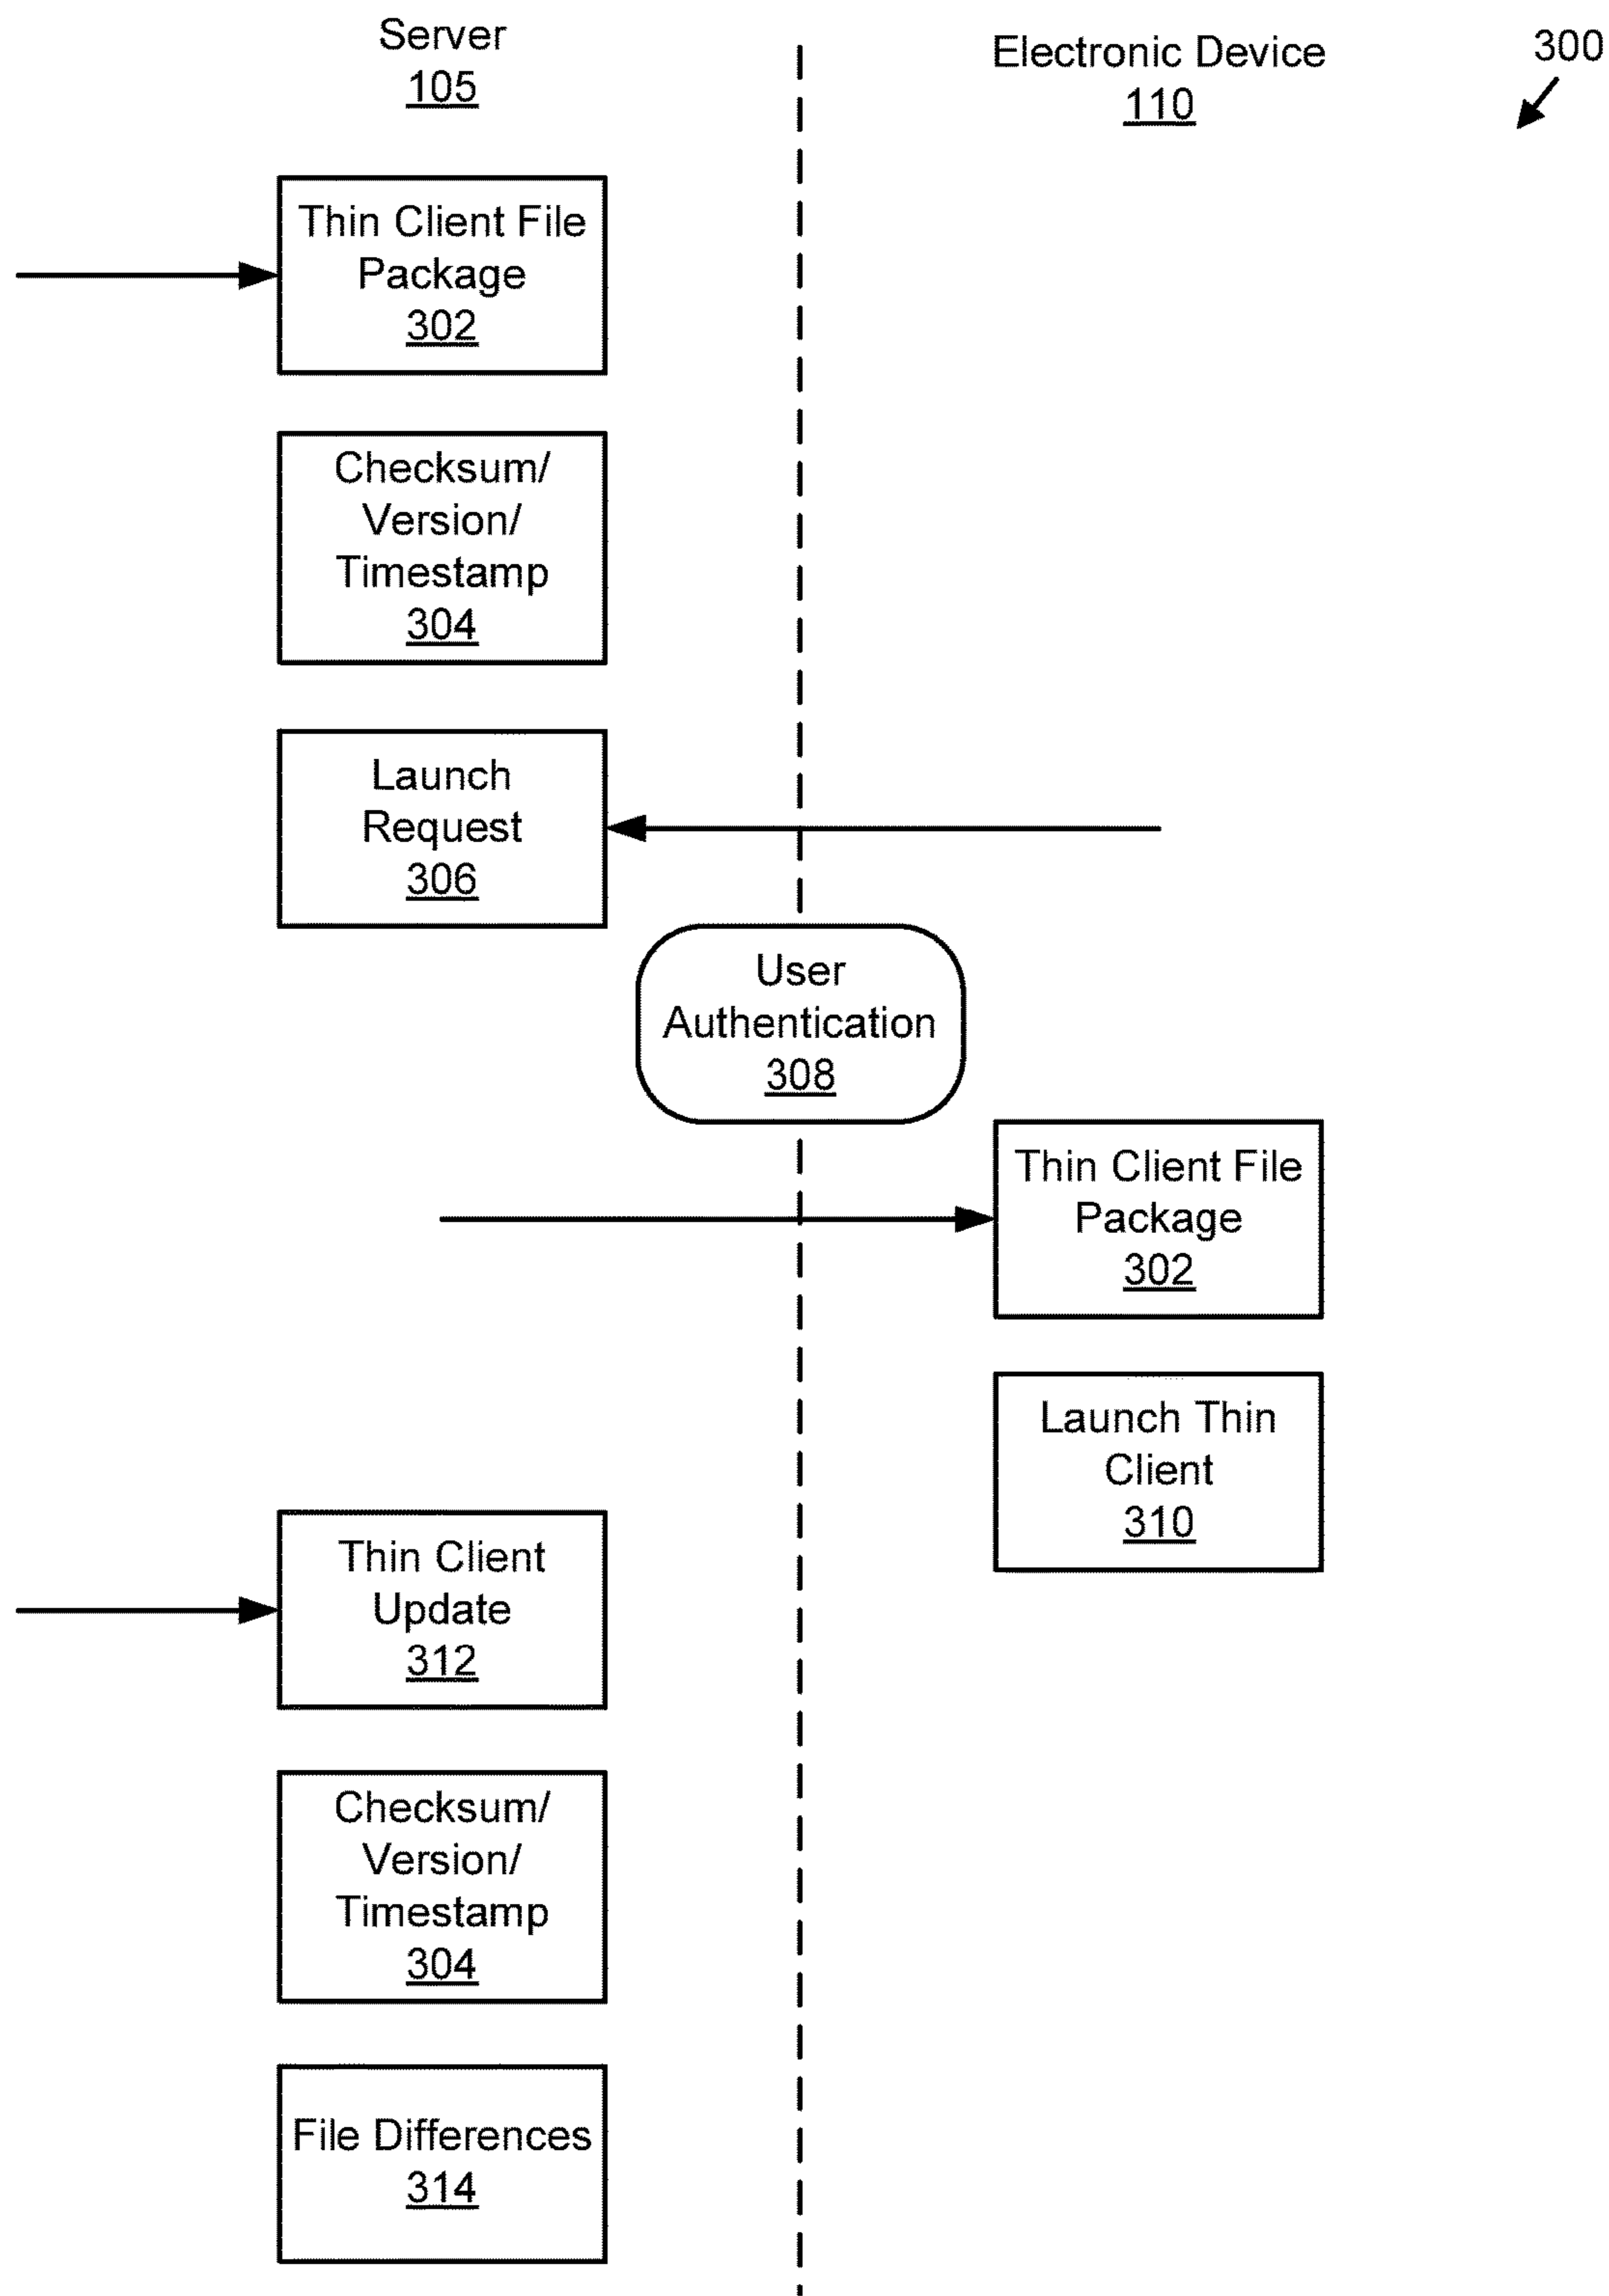 Server
105
Electronic Device
110
300
Thin Client File
Package
302
Checksum/
Version/
Timestamp
304
Launch
Request
306
User
Authentication
308
Thin Client File
Package
302
Launch Thin
Client
310
Thin Client
Update
312
Checksum/
Version/
Timestamp
304
File Differences
314